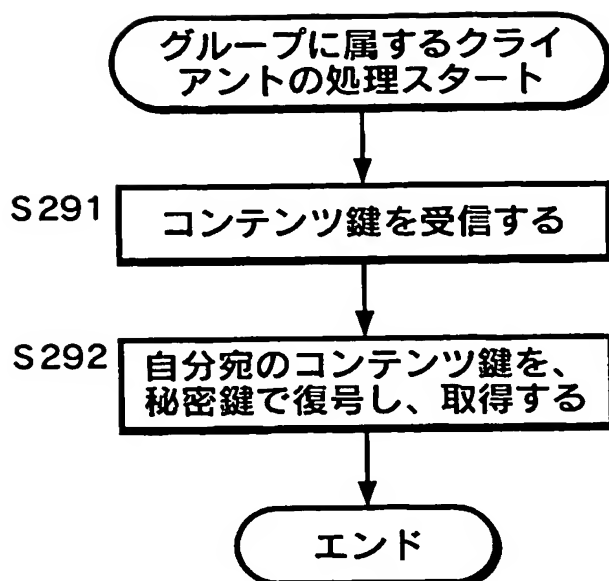 グループに属するクライ
アントの処理スタート
S291
コンテンツ鍵を受信する
S292
自分宛のコンテンツ鍵を、
秘密鍵で復号し、取得する
エンド